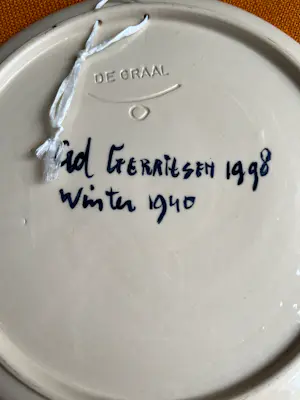 DE GRAAL
Gerritsen 1998
Winter 1940